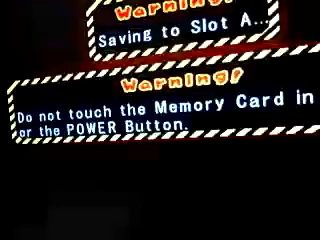 Warning!
Saving to Slot A...
Warning!
Do not touch the Memory Card in
or the POWER Button.